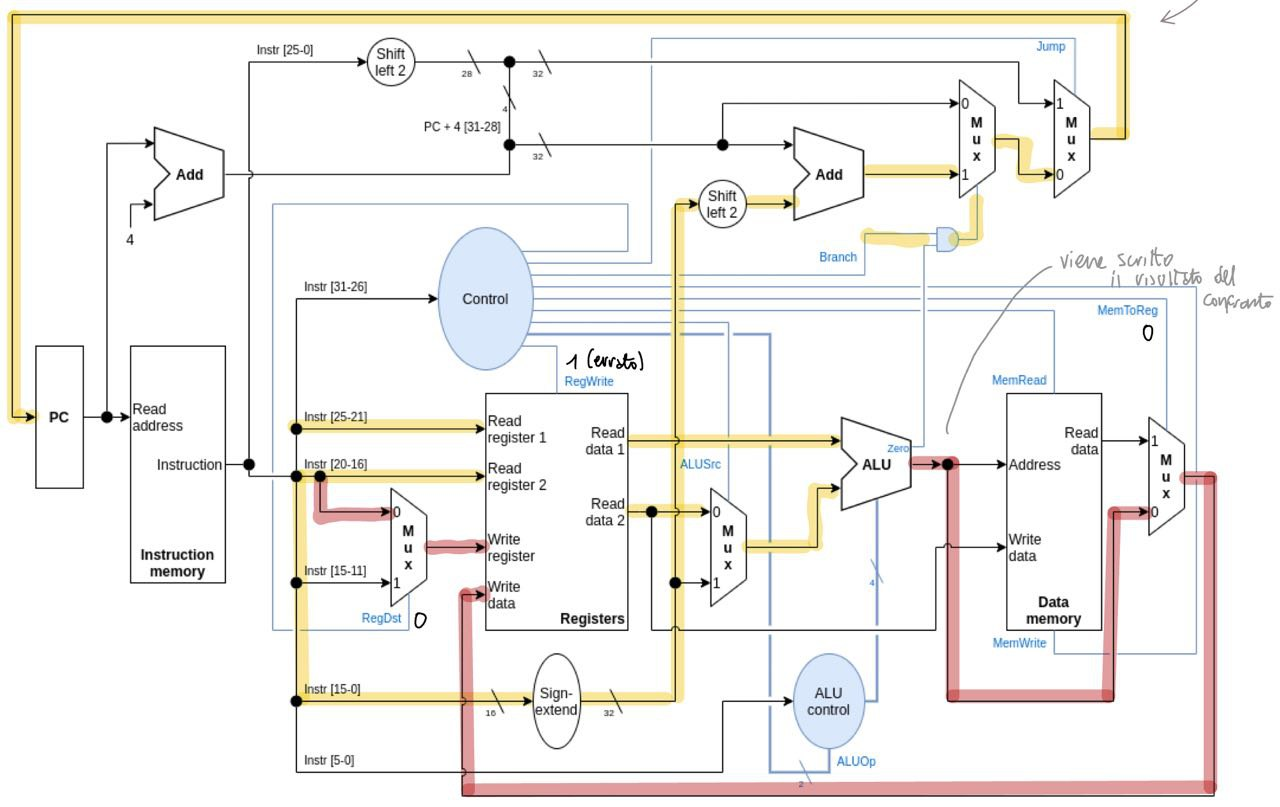 Jump
Instr [25-0]
Shift
left 2
28
32
4
0
1
M
u
x
1
0
M
u
x
PC + 4 [31-28]
32
Add
4
Add
1
Shift
left 2
Branch
viene scritto
il risultato del
confronto
Control
Instr [31-26]
MemToReg
0
1 (errato)
RegWrite
MemRead
PC
Read
address
Instruction
Instruction
memory
Instr [25-21]
Read
register 1
Instr [20-16]
Read
register 2
0
M
u
x
1
Write
register
Instr [15-11]
Write
data
RegDst
0
Registers
Read
data 1
Read
data 2
ALUSrc
0
M
u
x
1
Zero
ALU
4
Address
Read
data
Write
data
Data
memory
MemWrite
1
M
u
x
0
Instr [15-0]
16
Sign-
extend
32
ALU
control
Instr [5-0]
ALUOp
2